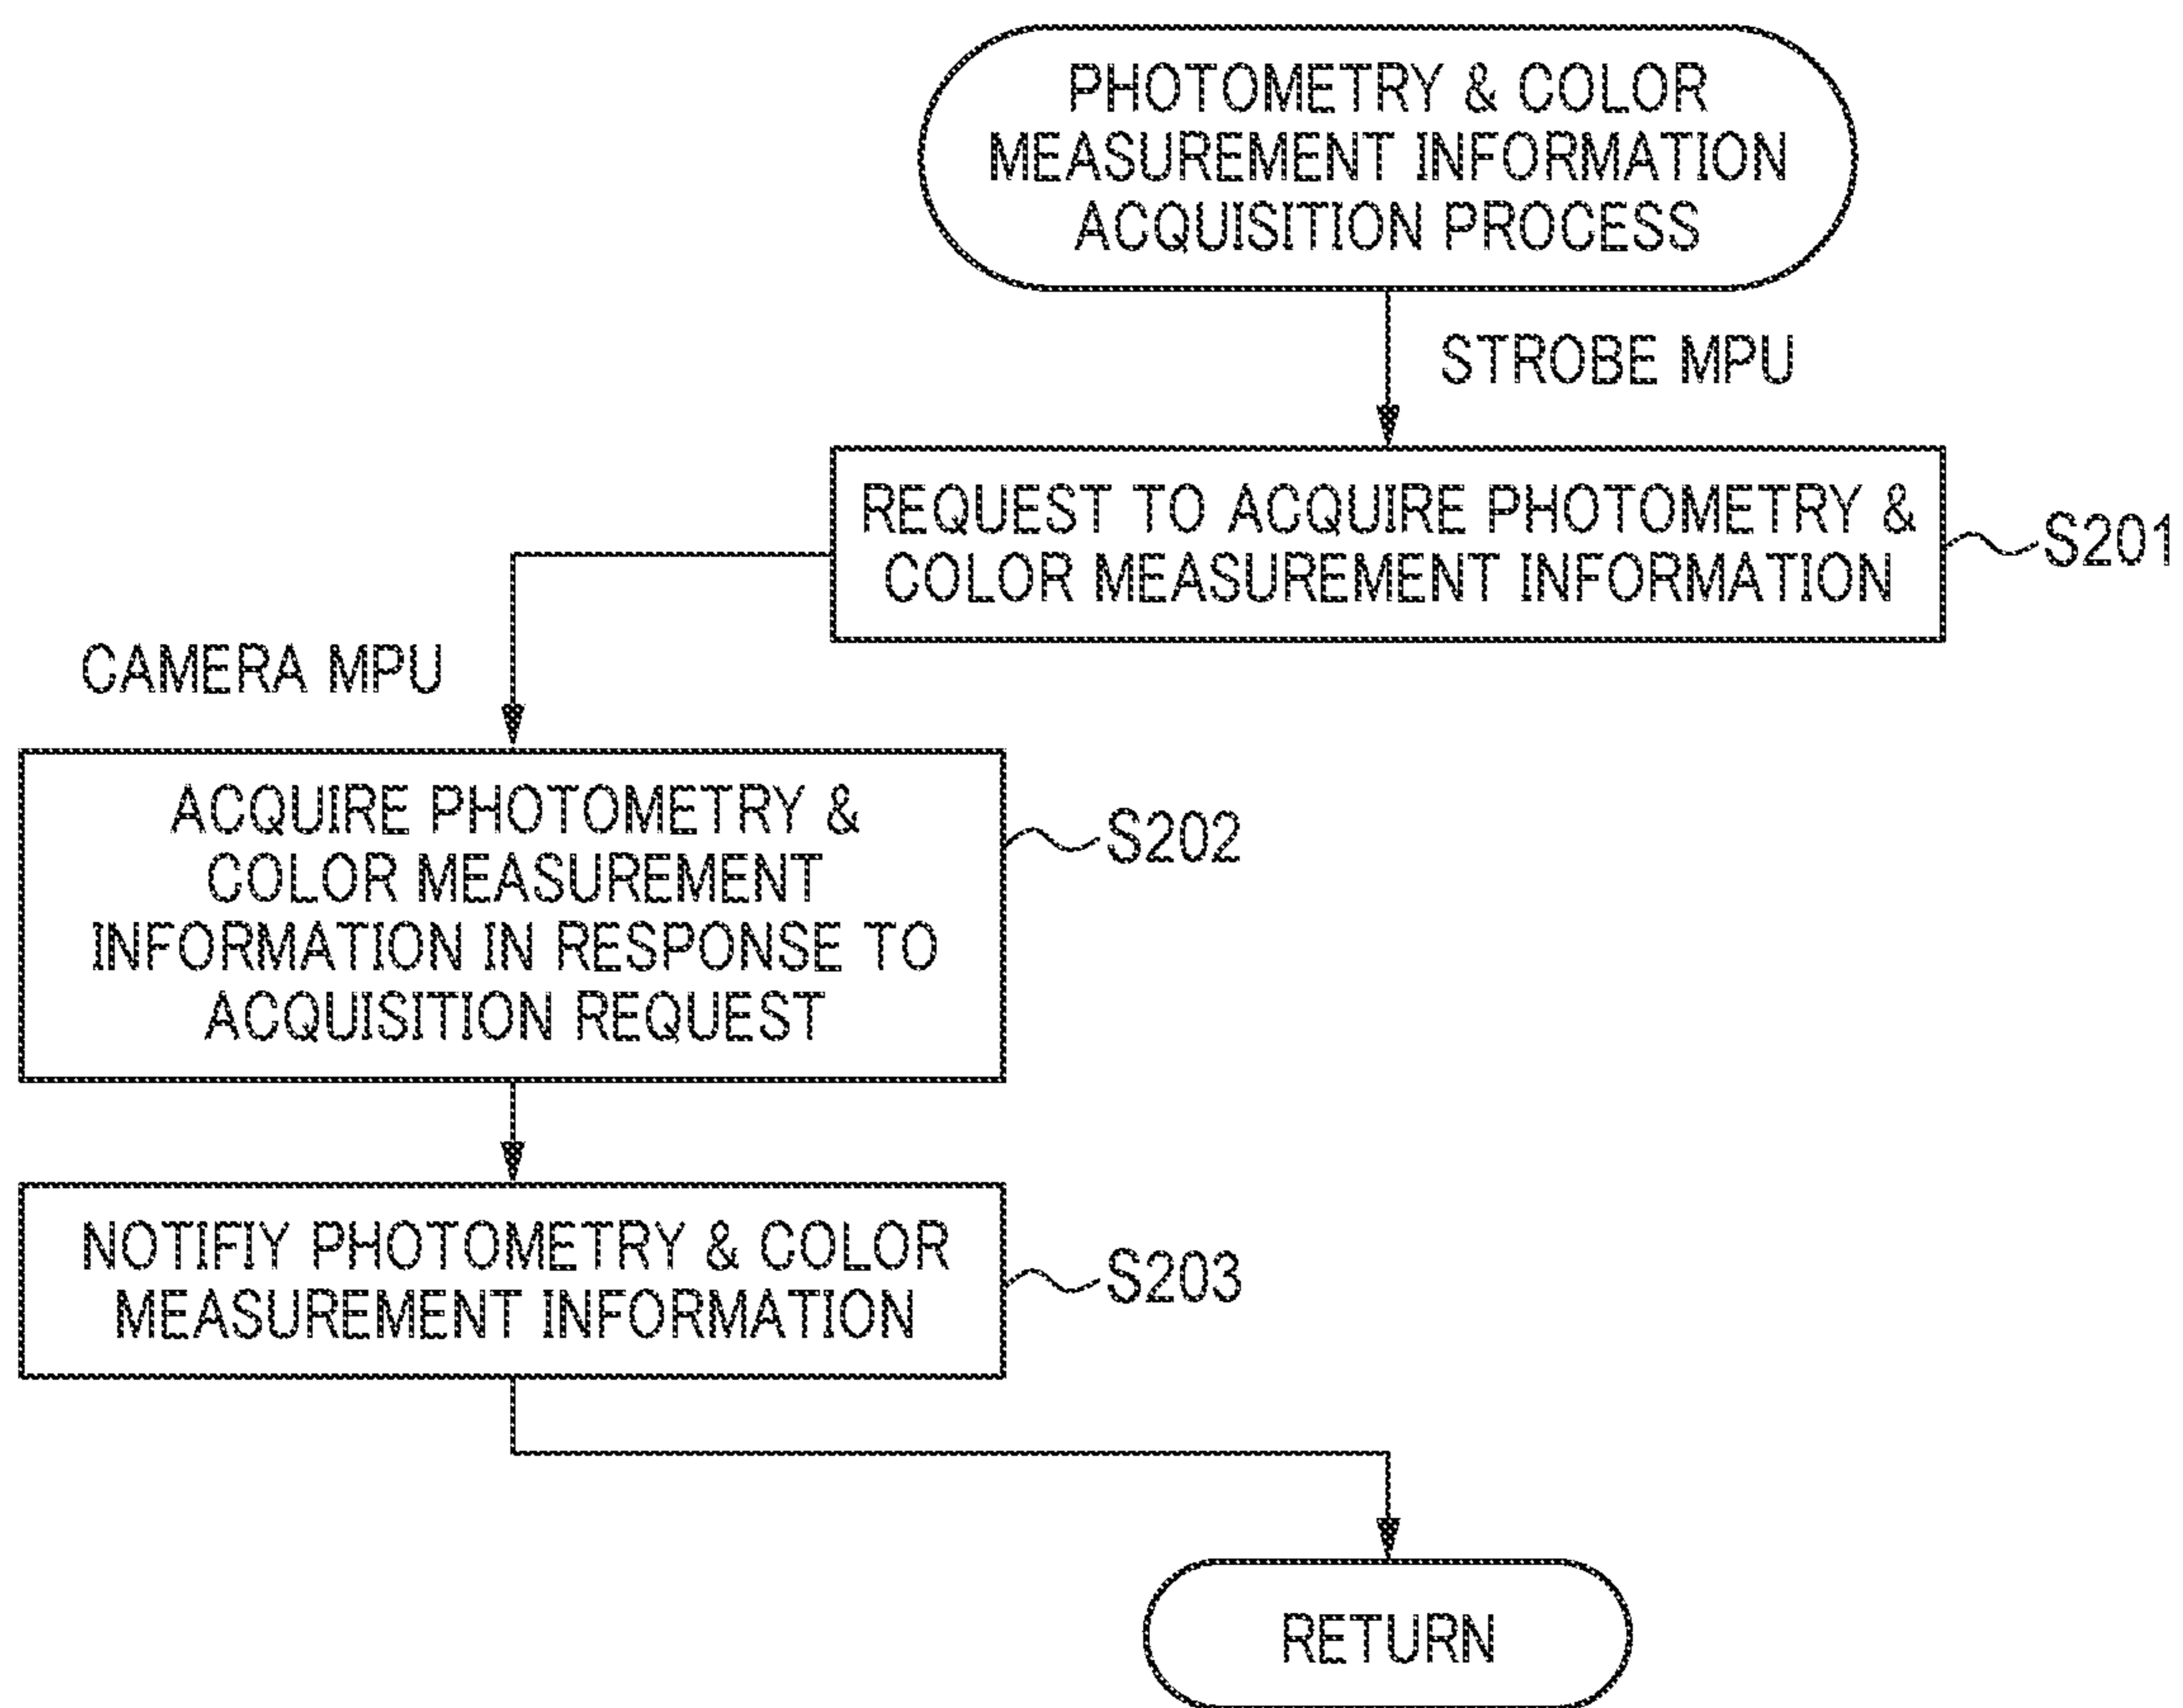 PHOTOMETRY & COLOR
MEASUREMENT INFORMATION
ACQUISITION PROCESS
STROBE MPU
REQUEST TO ACQUIRE PHOTOMETRY &
COLOR MEASUREMENT INFORMATION
S201
CAMERA MPU
ACQUIRE PHOTOMETRY &
COLOR MEASUREMENT
INFORMATION IN RESPONSE TO
ACQUISITION REQUEST
S202
NOTIFIY PHOTOMETRY & COLOR
MEASUREMENT INFORMATION
S203
RETURN